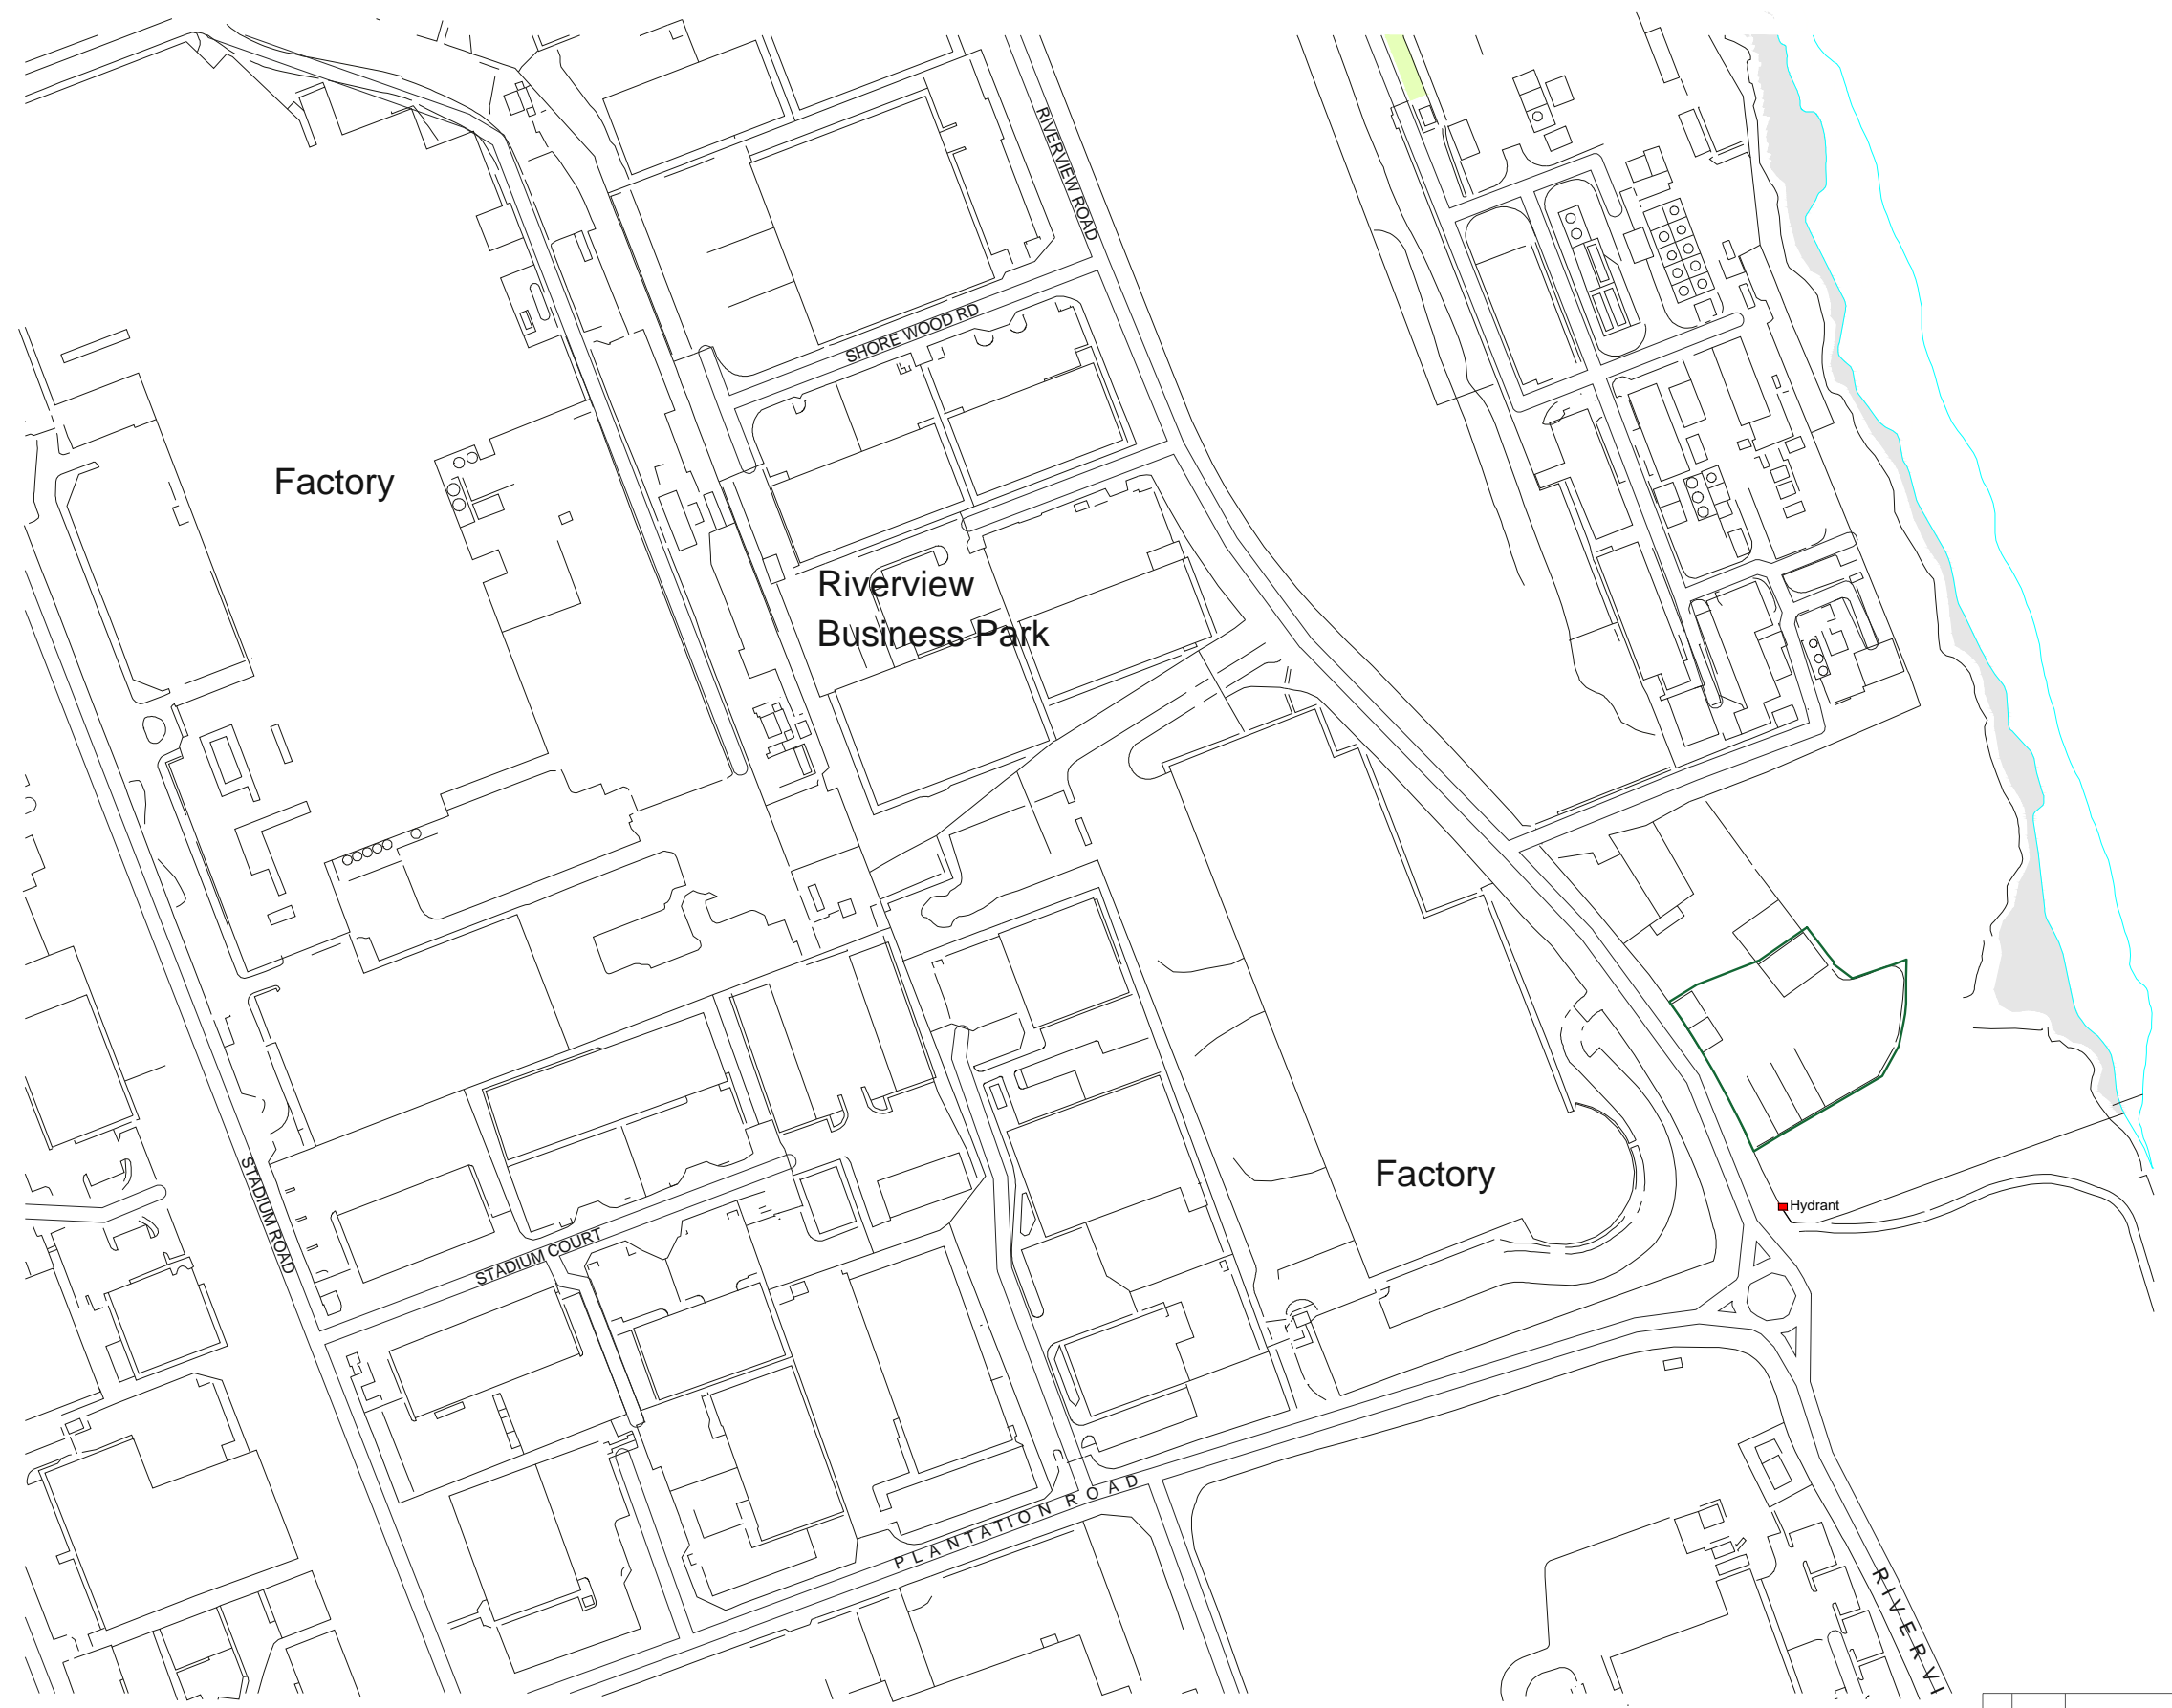 RIVERVIEW ROAD
SHORE WOOD RD
Factory
Riverview
Business Park
STADIUM ROAD
STADIUM COURT
Factory
Hydrant
PLANTATION ROAD
RIVERVI